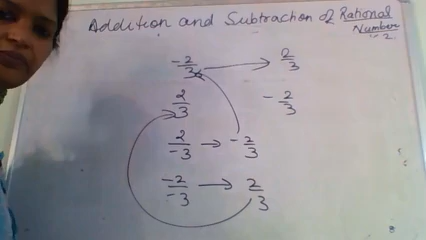 Addition and Subtraction of Rational
Number
- 2
-2/3 → 2/3
2/3 -2/3
2/-3 → -2/3
-2/-3 → 2/3